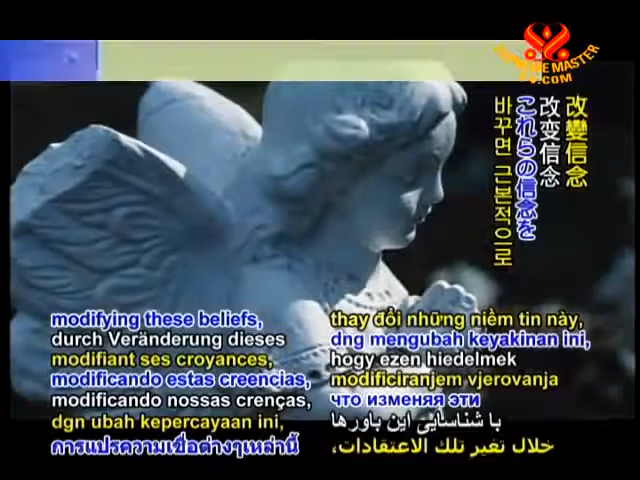 SUPREME MASTER
TV.COM
改變信念
改变信念
これらの信念を
바꾸면 근본적으로
modifying these beliefs,
durch Veränderung dieses
modifiant ses croyances,
modificando estas creencias,
modificando nossas crenças,
dgn ubah kepercayaan ini,
การแปรความเชื่อต่างๆเหล่านี้
thay đổi những niềm tin này,
dng mengubah keyakinan ini,
hogy ezen hiedelmek
modificiranjem vjerovanja
что изменяя эти
با شناسایی این باورها
خلال تغير تلك الاعتقادات،